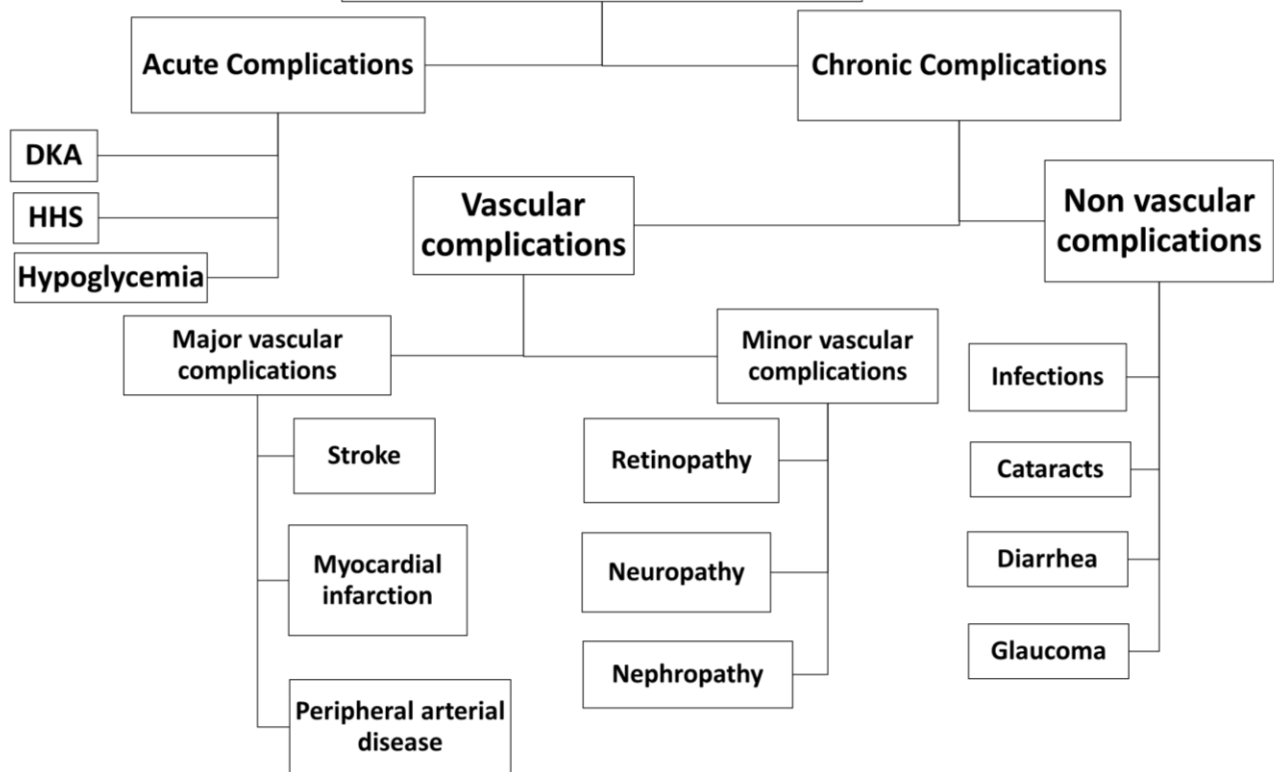 Acute Complications
Chronic Complications
DKA
HHS
Hypoglycemia
Vascular
complications
Non vascular
complications
Major vascular
complications
Minor vascular
complications
Stroke
Myocardial
infarction
Peripheral arterial
disease
Retinopathy
Neuropathy
Nephropathy
Infections
Cataracts
Diarrhea
Glaucoma